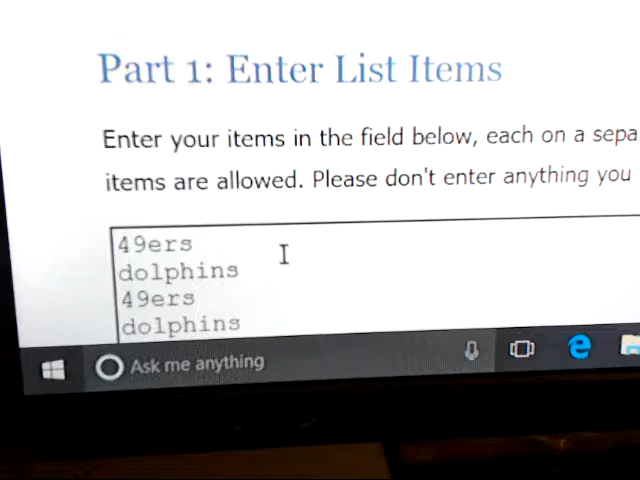 Part 1: Enter List Items
Enter your items in the field below, each on a sepa
items are allowed. Please don't enter anything you
49ers
dolphins
49ers
dolphins
Ask me anything